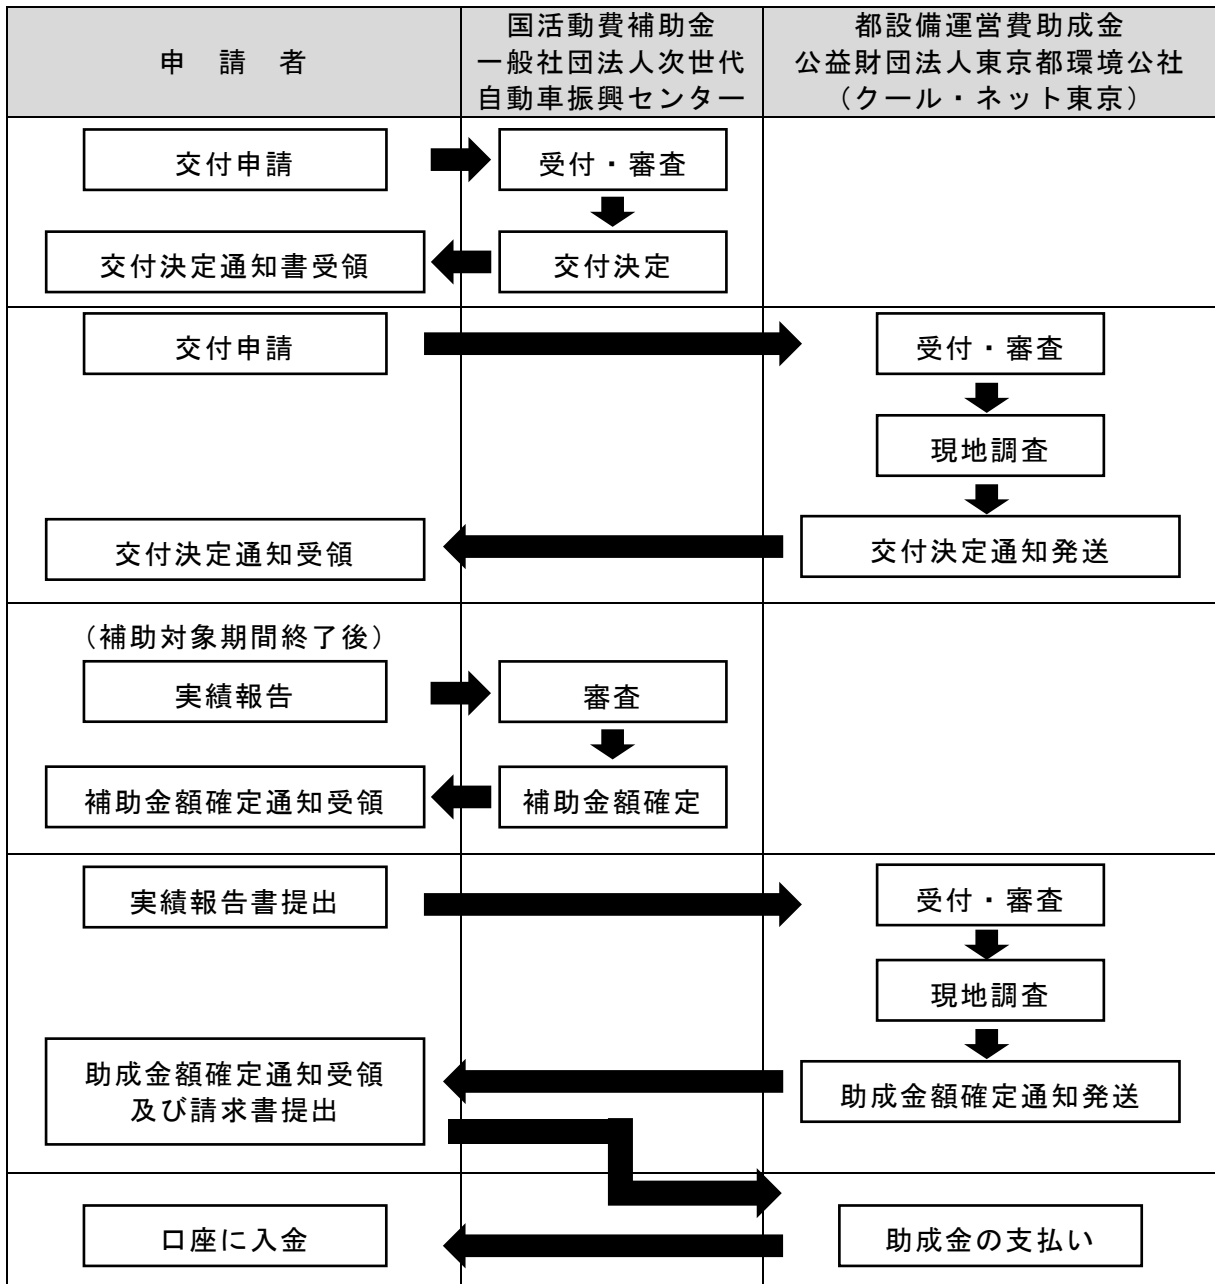 申 請 者
国活動費補助金
一般社団法人次世代
自動車振興センター
都設備運営費助成金
公益財団法人東京都環境公社
（クール・ネット東京）
交付申請
受付・審査
交付決定通知書受領
交付決定
交付申請
受付・審査
現地調査
交付決定通知受領
交付決定通知発送
（補助対象期間終了後）
実績報告
審査
補助金額確定通知受領
補助金額確定
実績報告書提出
受付・審査
現地調査
助成金額確定通知受領
及び請求書提出
助成金額確定通知発送
口座に入金
助成金の支払い